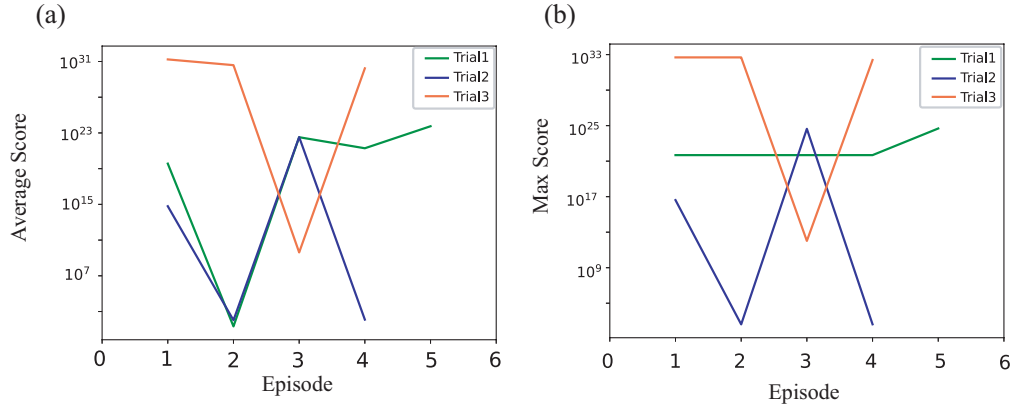 (a)
Average Score
10^31
10^23
10^15
10^7
Trial1
Trial2
Trial3
0 1 2 3 4 5 6
Episode
(b)
Max Score
10^33
10^25
10^17
10^9
Trial1
Trial2
Trial3
0 1 2 3 4 5 6
Episode